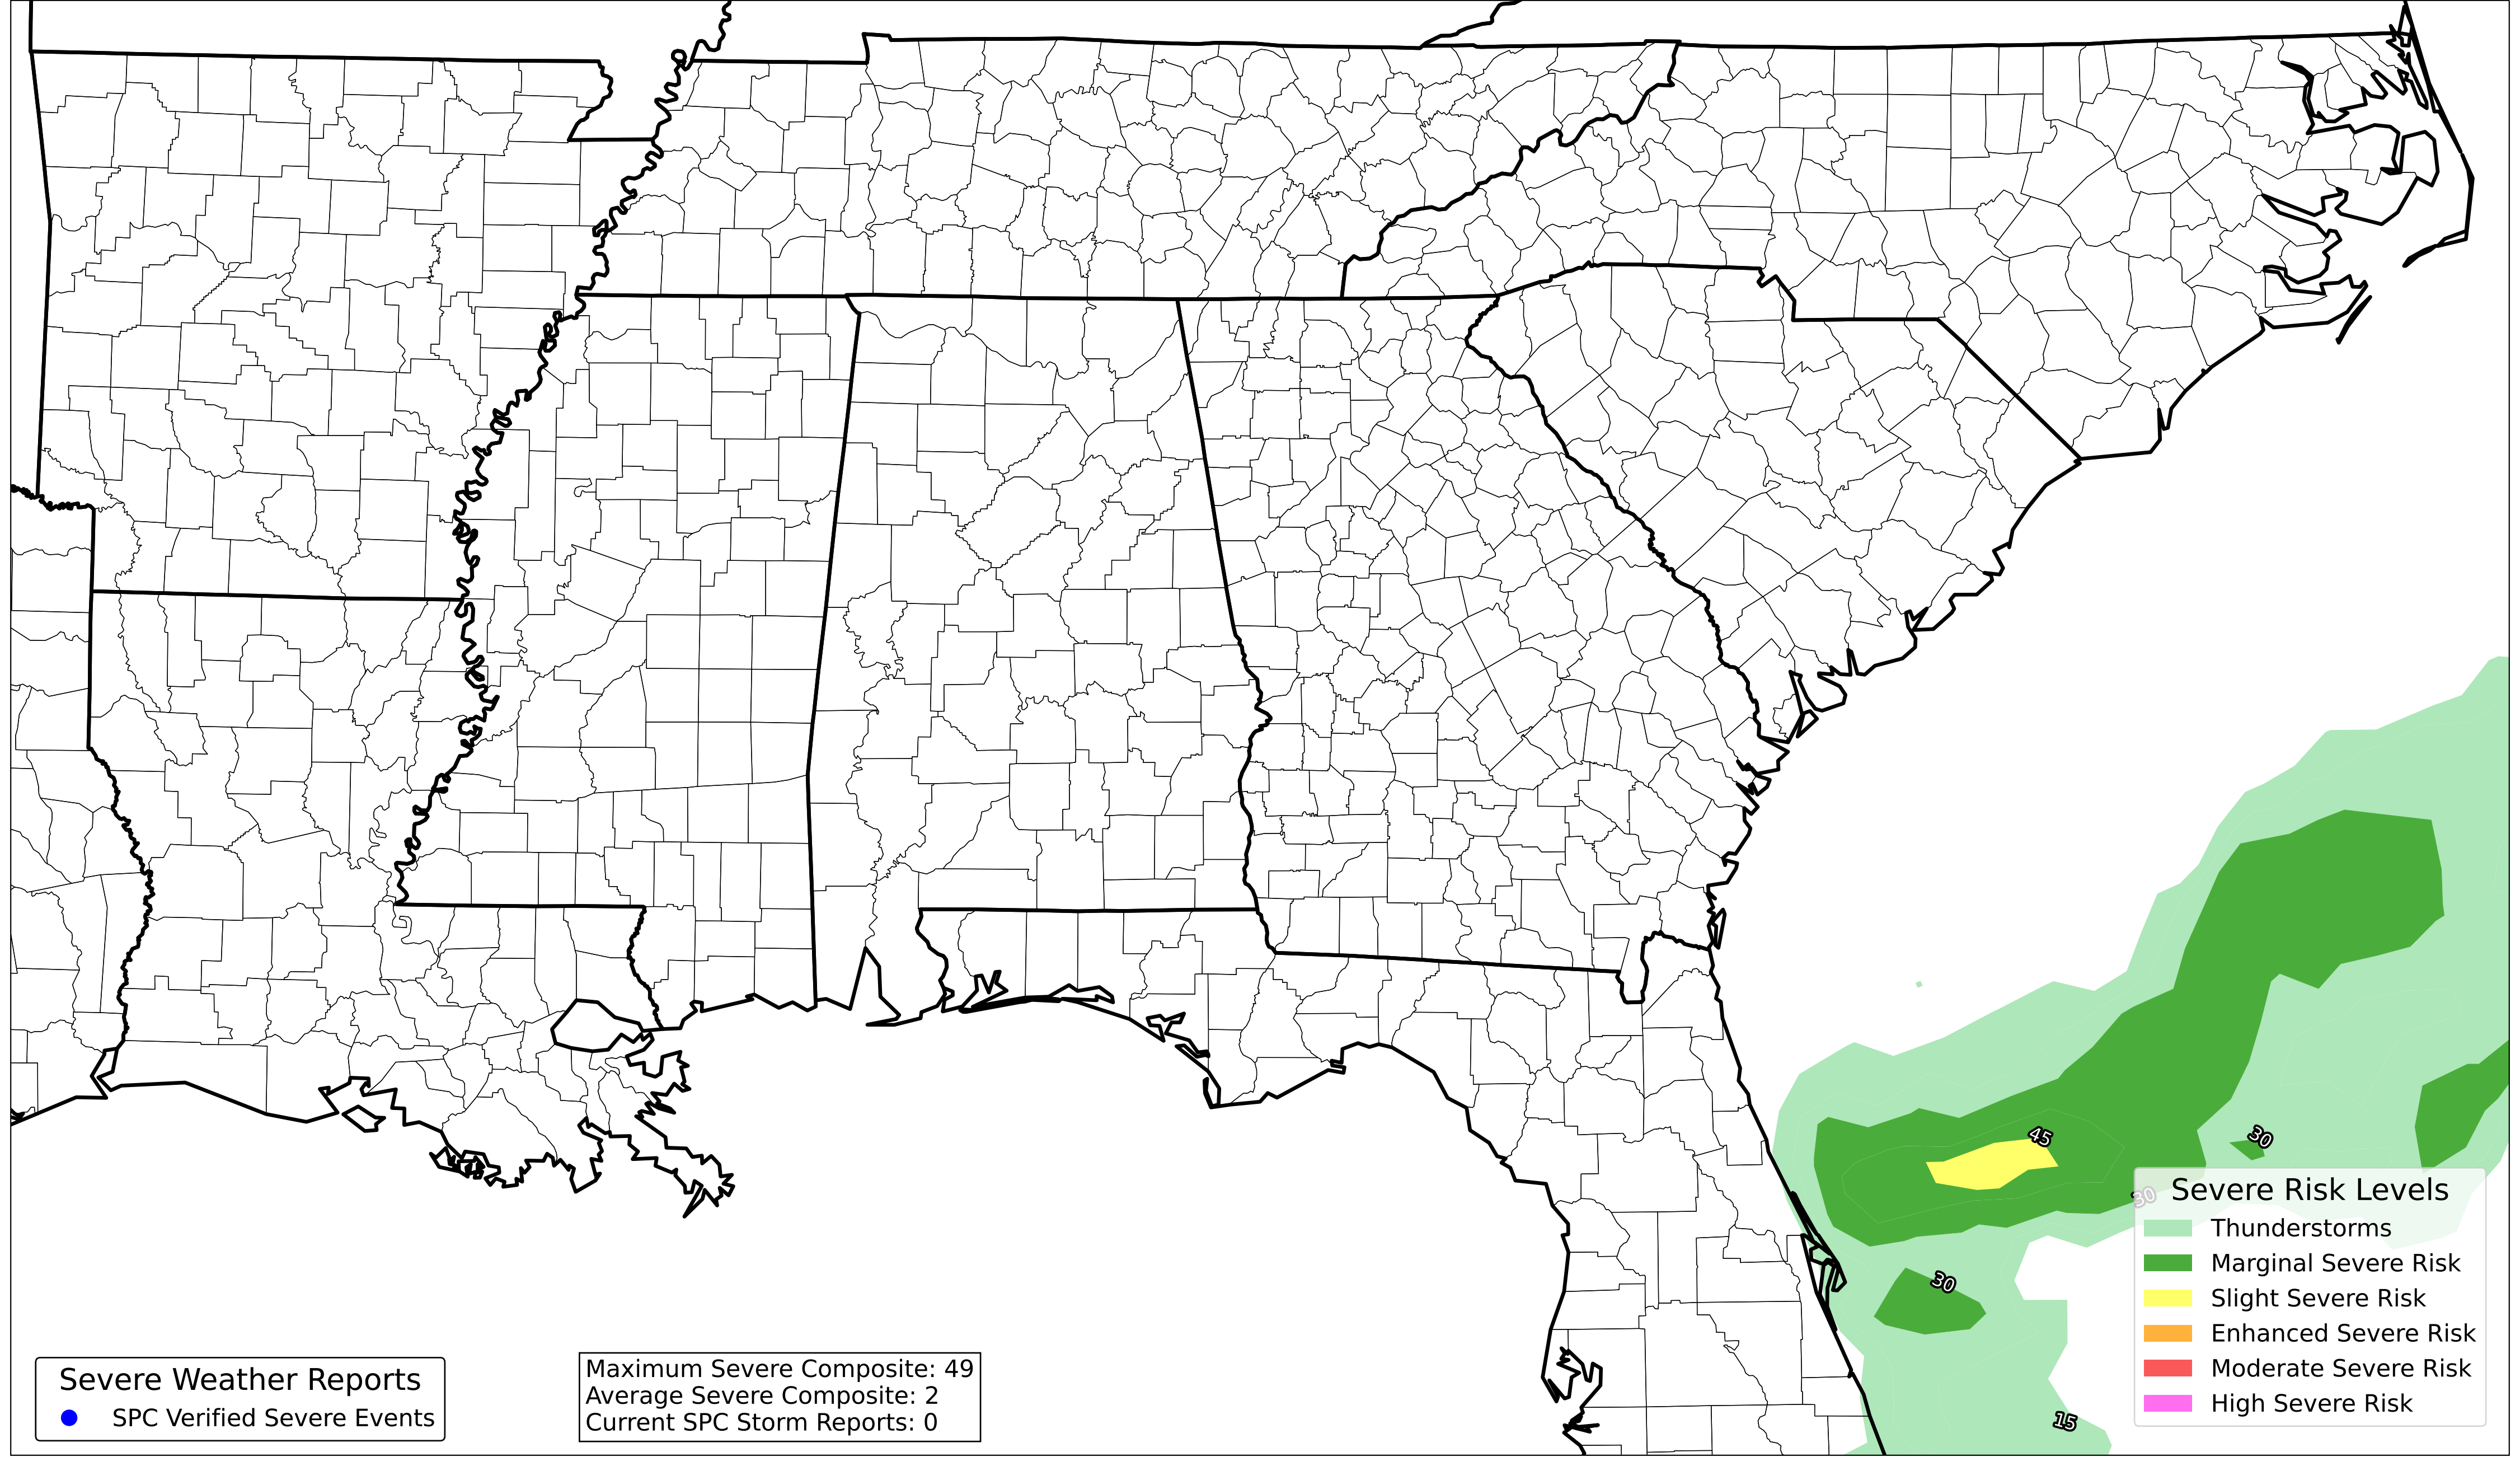 45
30
30
30
15
Severe Risk Levels
Thunderstorms
Marginal Severe Risk
Slight Severe Risk
Enhanced Severe Risk
Moderate Severe Risk
High Severe Risk
Severe Weather Reports
SPC Verified Severe Events
Maximum Severe Composite: 49
Average Severe Composite: 2
Current SPC Storm Reports: 0